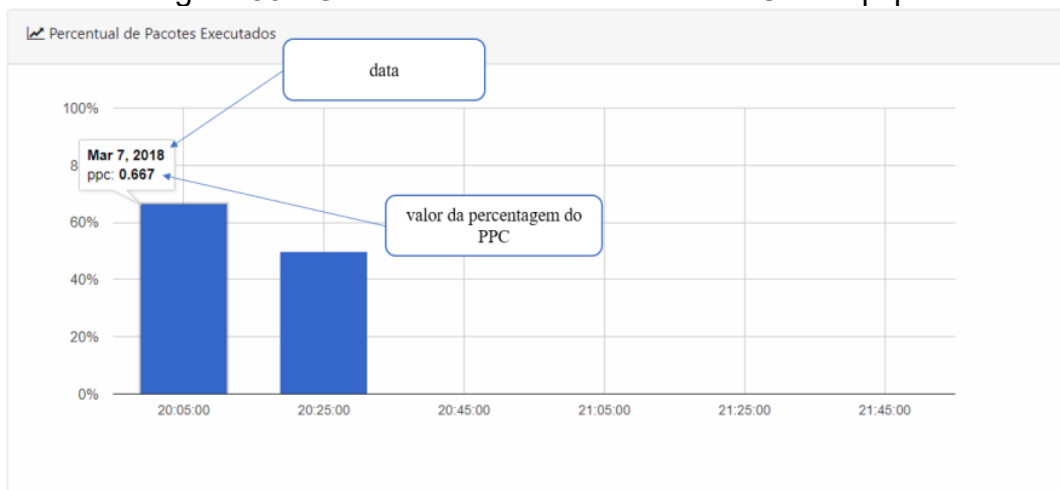 Percentual de Pacotes Executados
data
100%
Mar 7, 2018
8
ppc: 0.667
valor da percentagem do
PPC
60%
40%
20%
0%
20:05:00 20:25:00 20:45:00 21:05:00 21:25:00 21:45:00